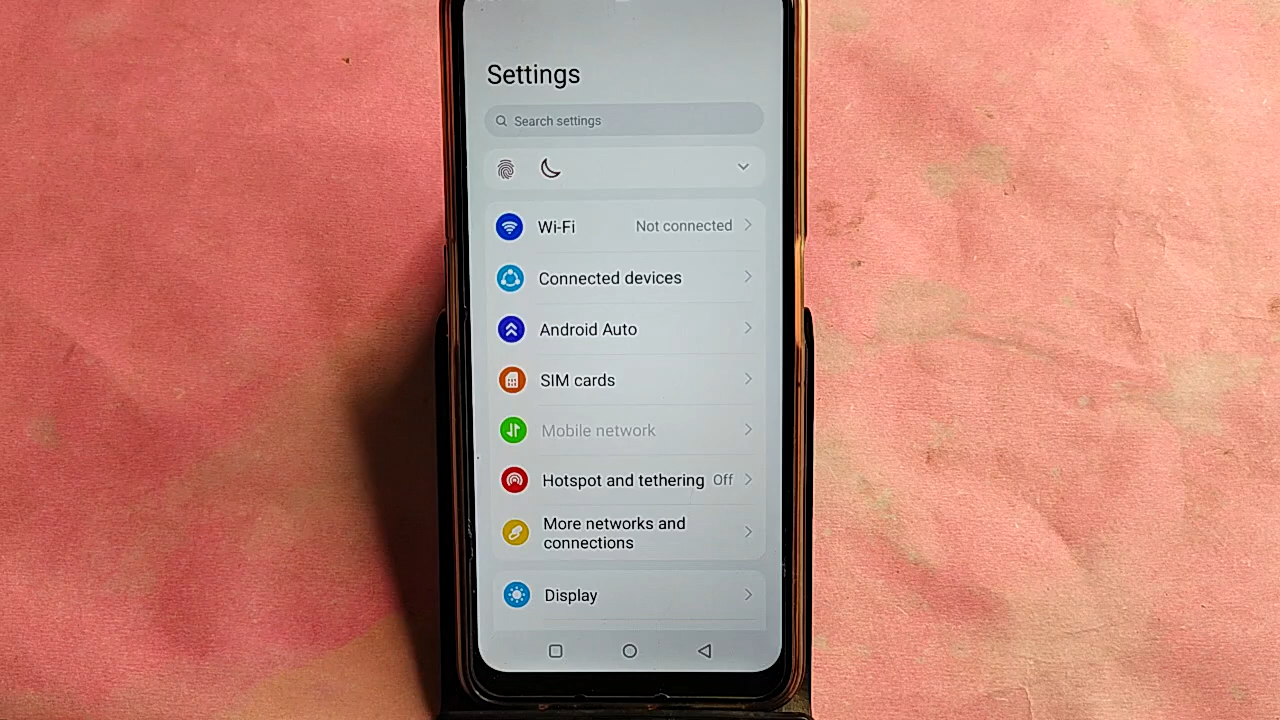 Settings
Search settings
Wi-Fi Not connected
Connected devices
Android Auto
SIM cards
Mobile network
Hotspot and tethering Off
More networks and
connections
Display